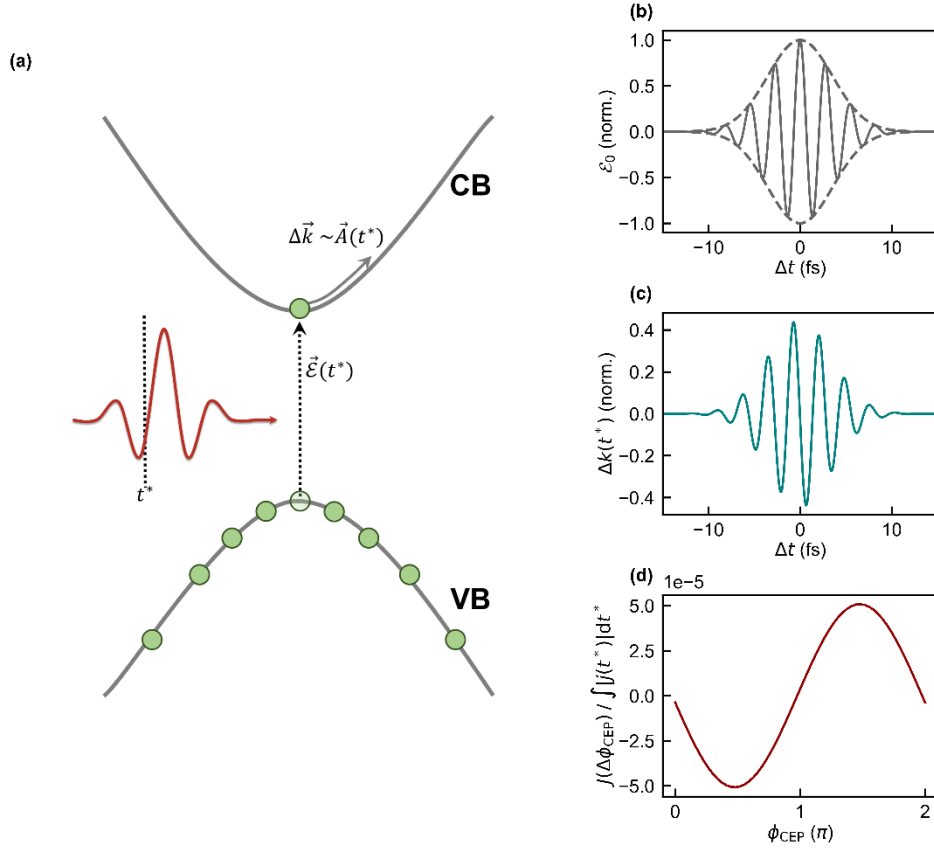 (a)
CB
Δk⃗ ~A⃗(t*)
ℰ⃗(t*)
t*
VB
(b)
1.0
0.5
0.0
−0.5
−1.0
ℰ₀ (norm.)
−10
0
10
Δt (fs)
(c)
0.4
0.2
0.0
−0.2
−0.4
Δk(t*) (norm.)
−10
0
10
Δt (fs)
(d)
1e-5
5.0
2.5
0.0
−2.5
−5.0
J(Δϕ_CEP) / ∫|j(t*)|dt*
0
1
2
ϕ_CEP (π)